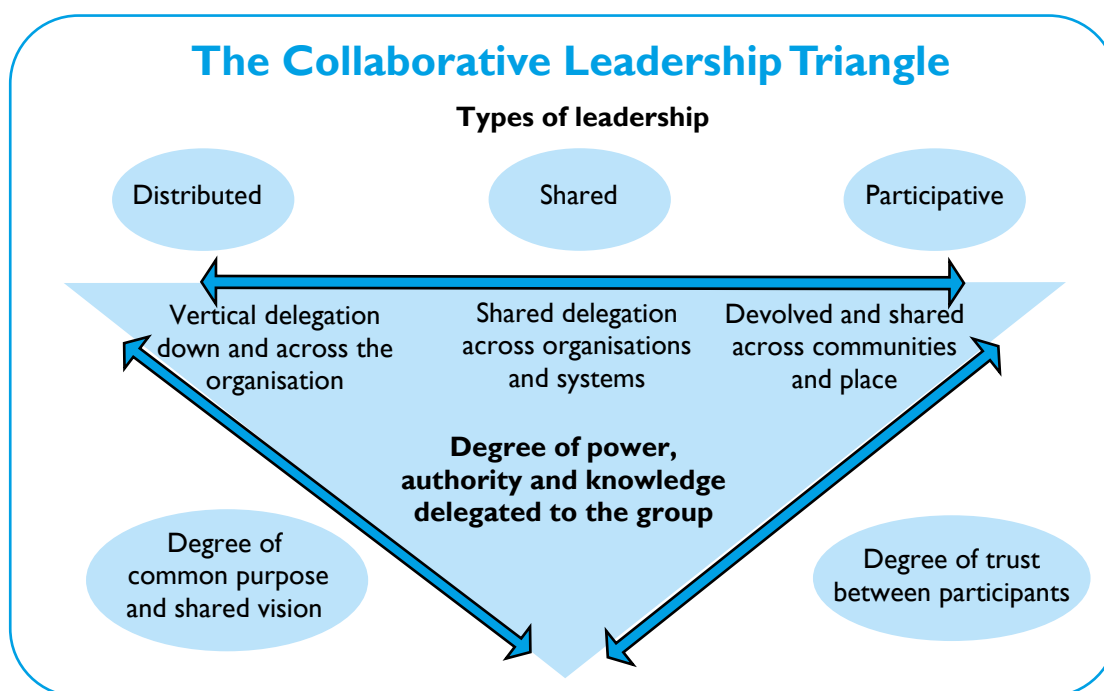 The Collaborative Leadership Triangle
Types of leadership
Distributed
Shared
Participative
Vertical delegation
down and across the
organisation
Shared delegation
across organisations
and systems
Devolved and shared
across communities
and place
Degree of power,
authority and knowledge
delegated to the group
Degree of
common purpose
and shared vision
Degree of trust
between participants